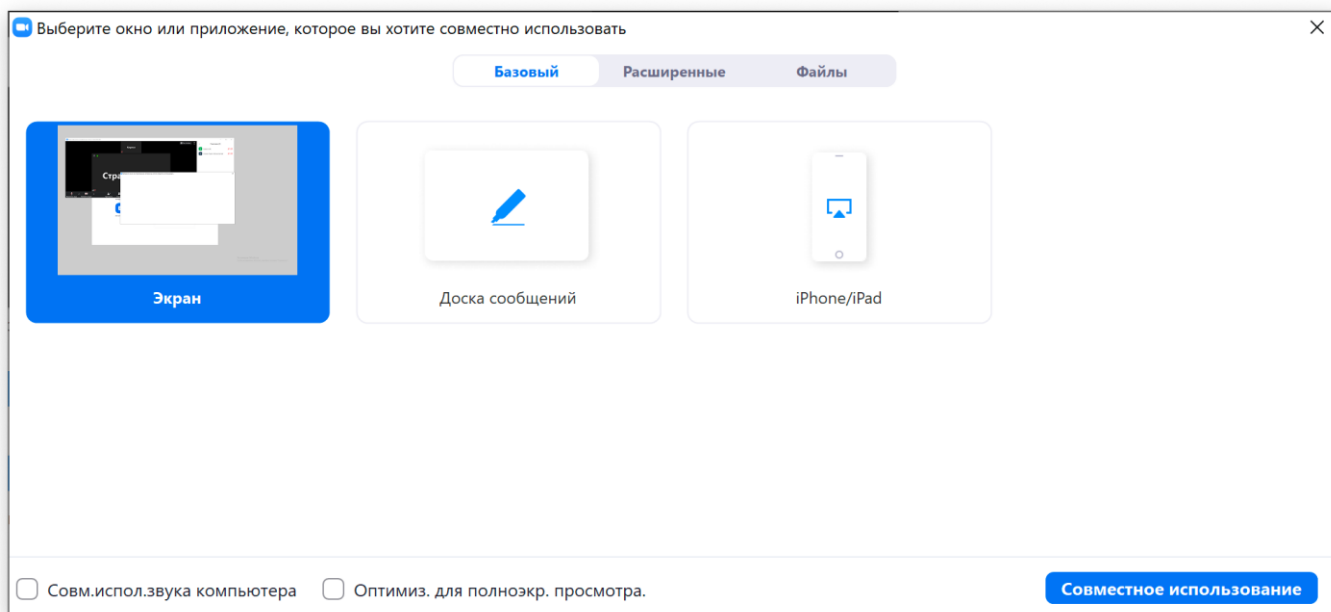 Выберите окно или приложение, которое вы хотите совместно использовать
Базовый Расширенные Файлы
Экран Доска сообщений iPhone/iPad
Совм.испол.звука компьютера Оптимиз. для полноэкр. просмотра. Совместное использование